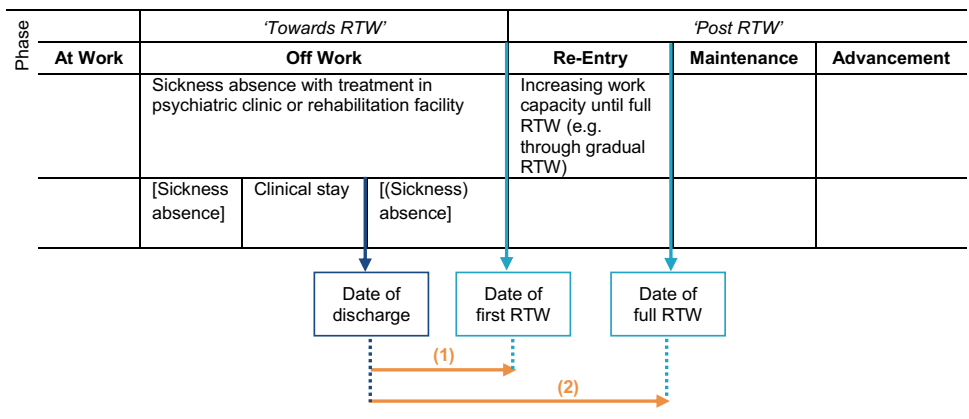 Phase
'Towards RTW'
'Post RTW'
At Work
Off Work
Re-Entry
Maintenance
Advancement
Sickness absence with treatment in
psychiatric clinic or rehabilitation facility
Increasing work
capacity until full
RTW (e.g.
through gradual
RTW)
[Sickness
absence]
Clinical stay
[(Sickness)
absence]
Date of
discharge
Date of
first RTW
Date of
full RTW
(1)
(2)